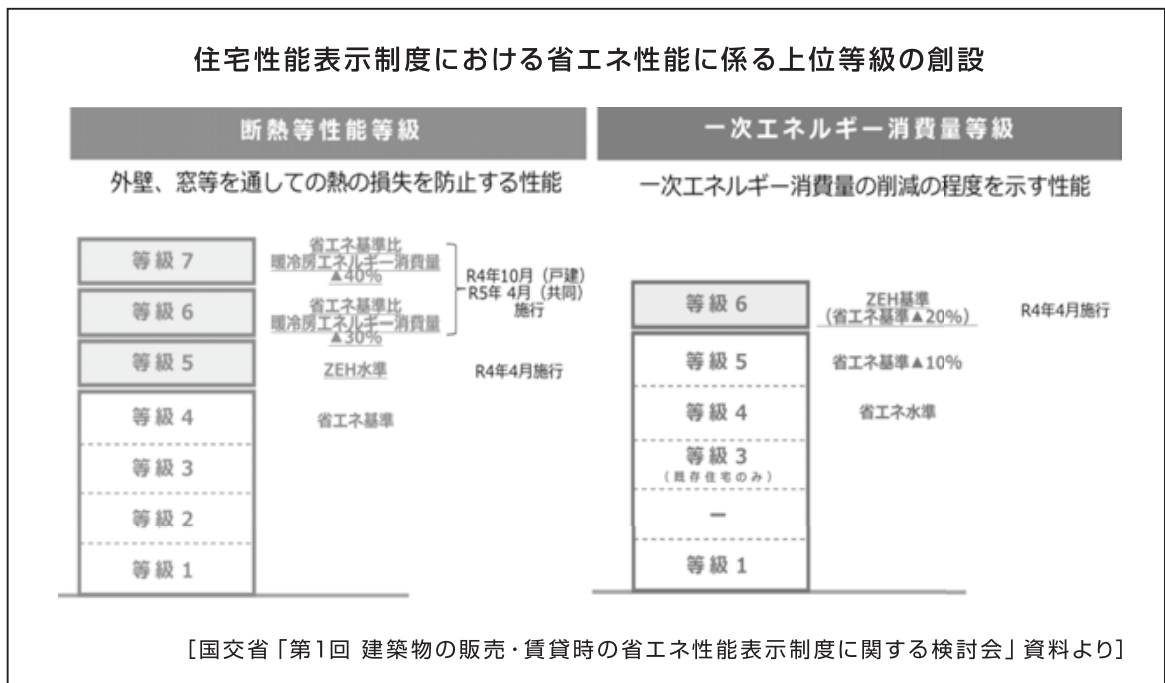 住宅性能表示制度における省エネ性能に係る上位等級の創設
断熱等性能等級
外壁、窓等を通しての熱の損失を防止する性能
等級7
省エネ基準比
暖冷房エネルギー消費量
▲40%
等級6
省エネ基準比
暖冷房エネルギー消費量
▲30%
R4年10月（戸建）
R5年 4月（共同）
施行
等級5
ZEH水準
R4年4月施行
等級4
省エネ基準
等級3
等級2
等級1
一次エネルギー消費量等級
一次エネルギー消費量の削減の程度を示す性能
等級6
ZEH基準
（省エネ基準▲20%）
R4年4月施行
等級5
省エネ基準▲10%
等級4
省エネ水準
等級3
（既存住宅のみ）
ー
等級1
［国交省「第1回 建築物の販売・賃貸時の省エネ性能表示制度に関する検討会」資料より］